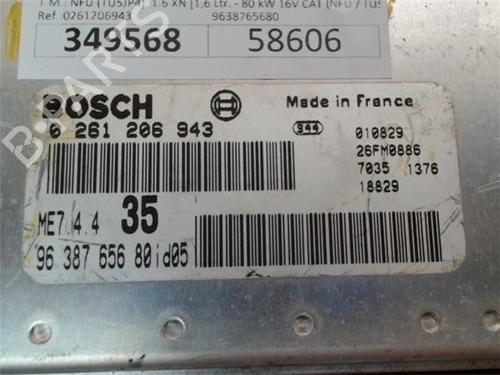 T.M.: NFU (TU5JP4) 1.6 XN [1,6 Ltr. - 80 kW 16V CAT (NFU / TU5
Ref :0261206943 9638765680
349568 58606
B-PARTS
BOSCH Made in France
0 261 206 943 944 010829
26FM0886
7035 1376
18829
ME7.4.4 35
96 387 656 80id05